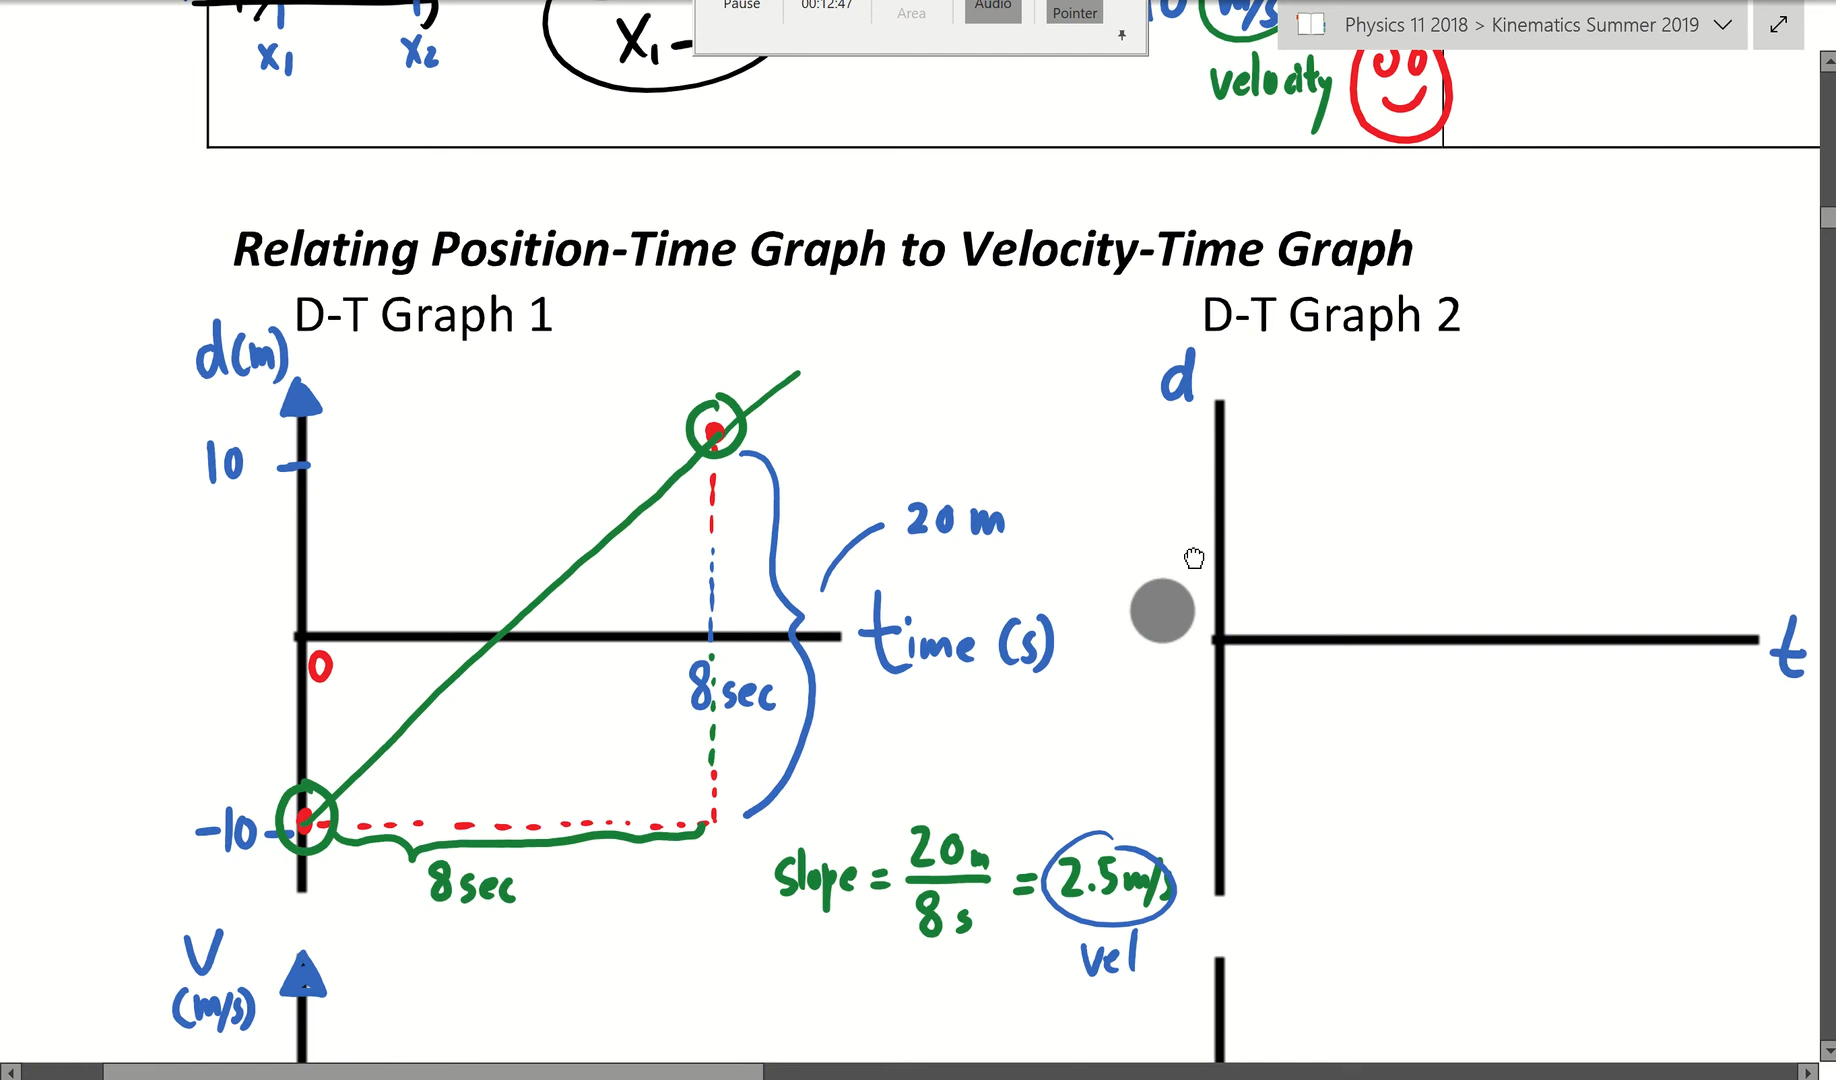 Pause
00:12:47
Area
Audio
Pointer
Physics 11 2018 > Kinematics Summer 2019
x₁ x₂
X₁ -
m/s
velocity
Relating Position-Time Graph to Velocity-Time Graph
D-T Graph 1
D-T Graph 2
d(m)
d
10
20 m
time (s)
t
0
8 sec
-10
8 sec
slope = 20m / 8 s = 2.5 m/s
vel
V
(m/s)